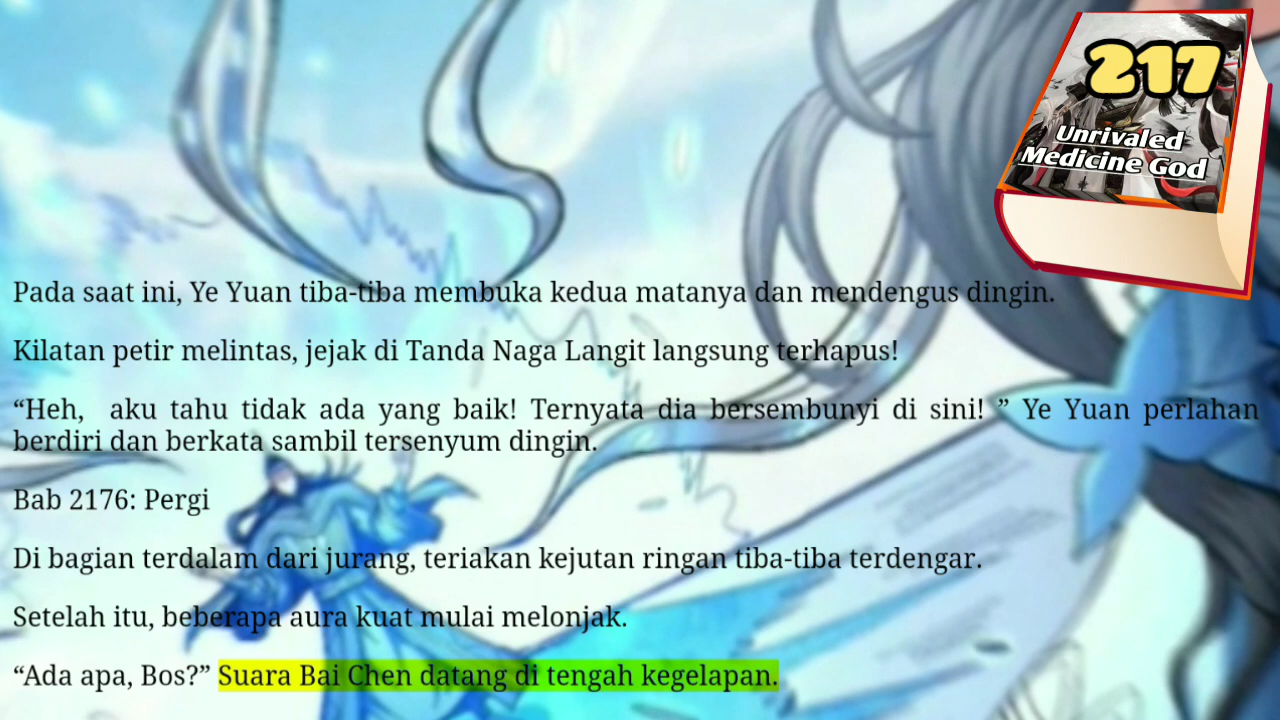 217
Unrivaled
Medicine God
Pada saat ini, Ye Yuan tiba-tiba membuka kedua matanya dan mendengus dingin.
Kilatan petir melintas, jejak di Tanda Naga Langit langsung terhapus!
“Heh,  aku tahu tidak ada yang baik! Ternyata dia bersembunyi di sini! ” Ye Yuan perlahan
berdiri dan berkata sambil tersenyum dingin.
Bab 2176: Pergi
Di bagian terdalam dari jurang, teriakan kejutan ringan tiba-tiba terdengar.
Setelah itu, beberapa aura kuat mulai melonjak.
“Ada apa, Bos?” Suara Bai Chen datang di tengah kegelapan.